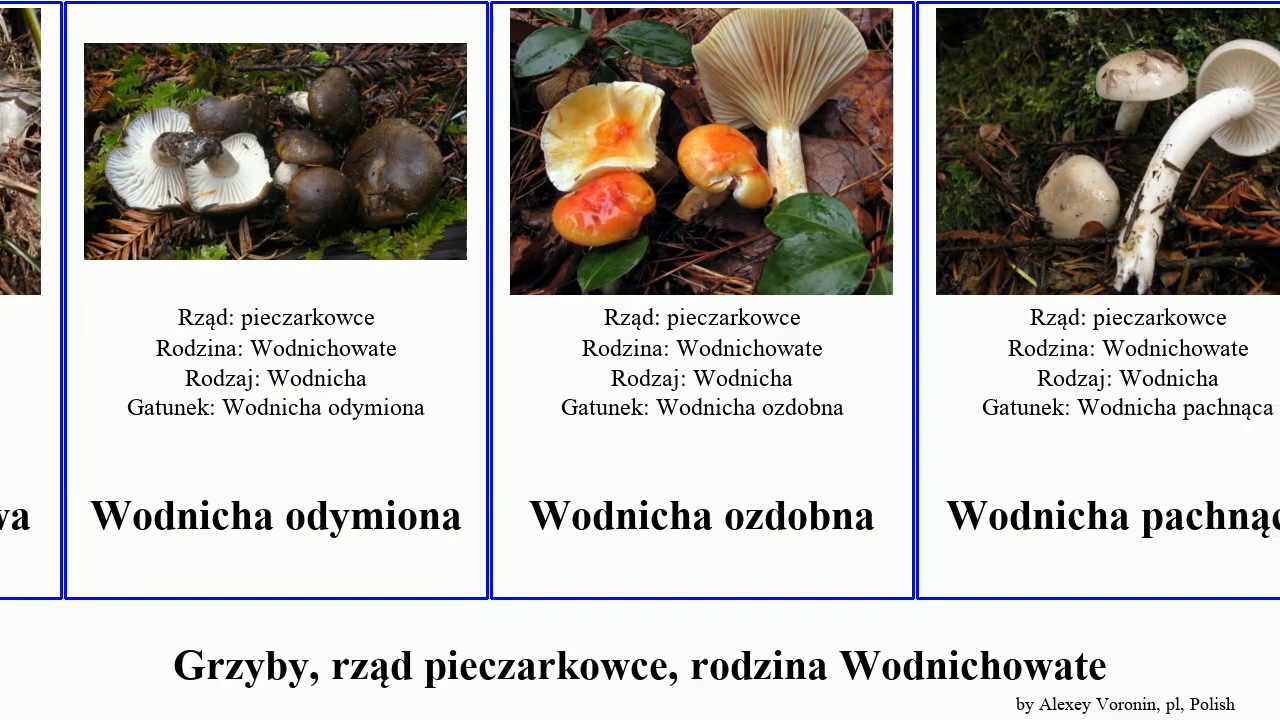 Rząd: pieczarkowce
Rodzina: Wodnichowate
Rodzaj: Wodnicha
Gatunek: Wodnicha odymiona
Wodnicha odymiona
Rząd: pieczarkowce
Rodzina: Wodnichowate
Rodzaj: Wodnicha
Gatunek: Wodnicha ozdobna
Wodnicha ozdobna
Rząd: pieczarkowce
Rodzina: Wodnichowate
Rodzaj: Wodnicha
Gatunek: Wodnicha pachnąca
Wodnicha
Grzyby, rząd pieczarkowce, rodzina Wodnichowate
by Alexey Voronin, pl, Polish